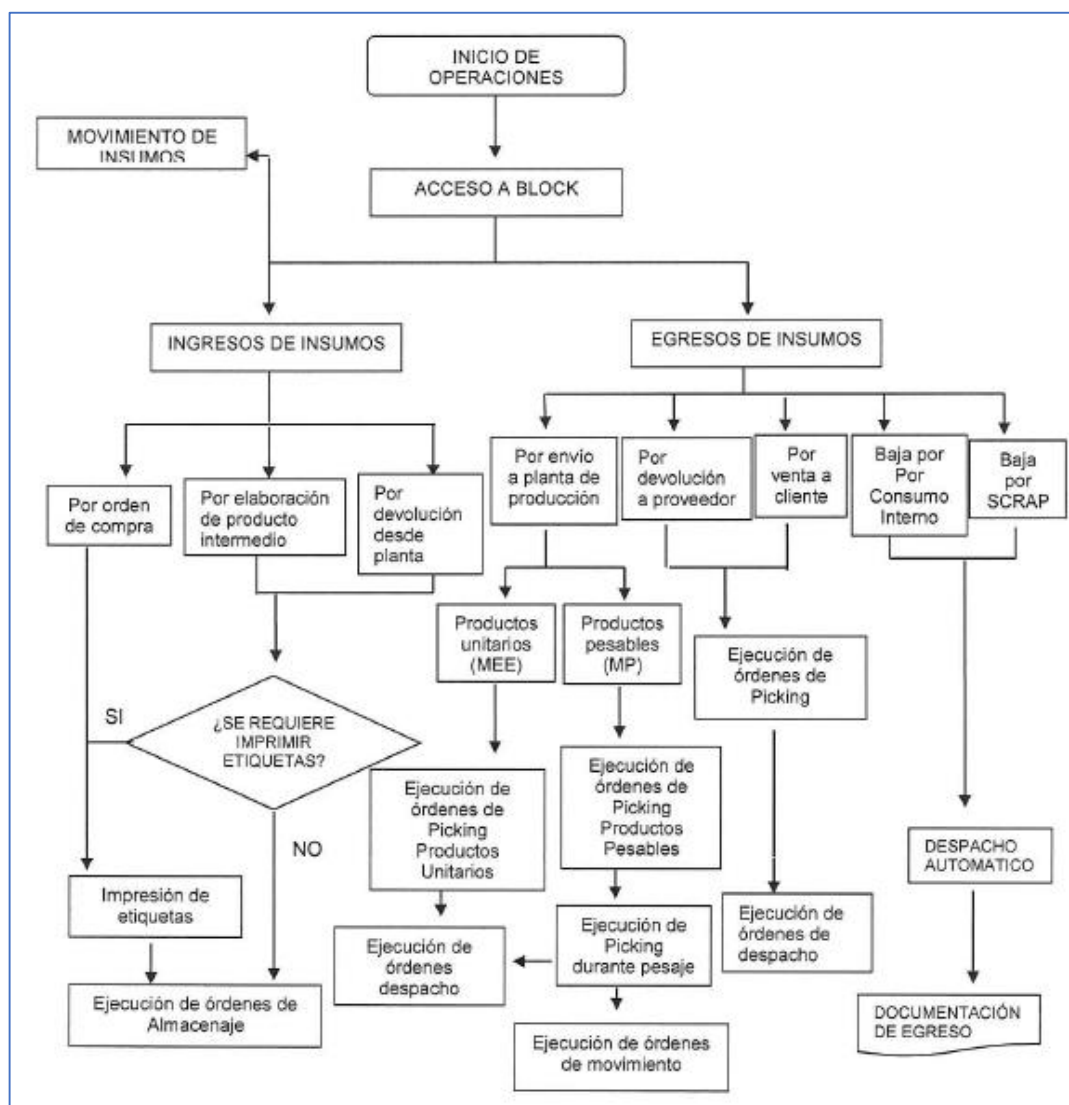 INICIO DE
OPERACIONES
MOVIMIENTO DE
INSUMOS
ACCESO A BLOCK
INGRESOS DE INSUMOS
EGRESOS DE INSUMOS
Por orden
de compra
Por elaboración
de producto
intermedio
Por
devolución
desde
planta
Por envío
a planta de
producción
Por
devolución
a proveedor
Por
venta a
cliente
Baja por
Por
Consumo
Interno
Baja
por
SCRAP
Productos
unitarios
(MEE)
Productos
pesables
(MP)
Ejecución de
órdenes de
Picking
SI
¿SE REQUIERE
IMPRIMIR
ETIQUETAS?
NO
Ejecución de
órdenes de
Picking
Productos
Unitarios
Ejecución de
órdenes de
Picking
Productos
Pesables
DESPACHO
AUTOMATICO
Impresión de
etiquetas
Ejecución de
órdenes
despacho
Ejecución de
Picking
durante pesaje
Ejecución de
órdenes de
despacho
Ejecución de órdenes de
Almacenaje
Ejecución de órdenes
de movimiento
DOCUMENTACIÓN
DE EGRESO